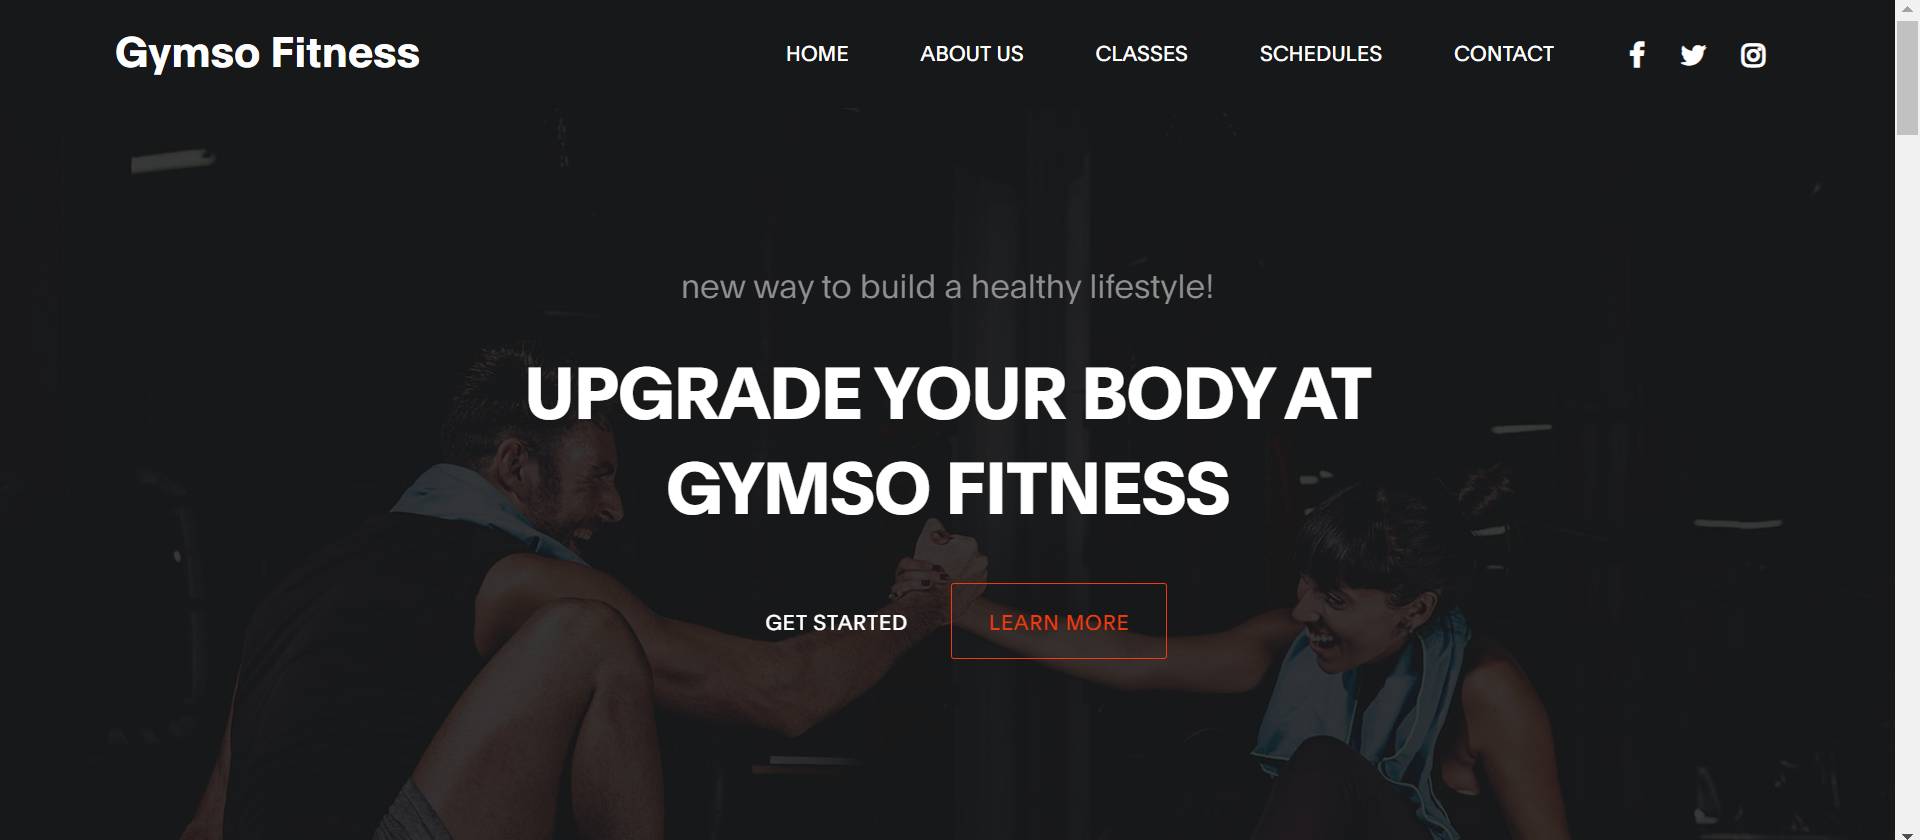 Gymso Fitness
HOME ABOUT US CLASSES SCHEDULES CONTACT
new way to build a healthy lifestyle!
UPGRADE YOUR BODY AT
GYMSO FITNESS
GET STARTED LEARN MORE